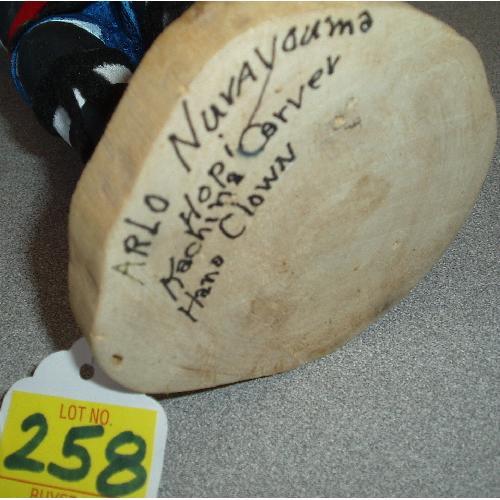 ARLO Nuvayouma
Hopi Carver
Kachina
Hano Clown
LOT NO.
258